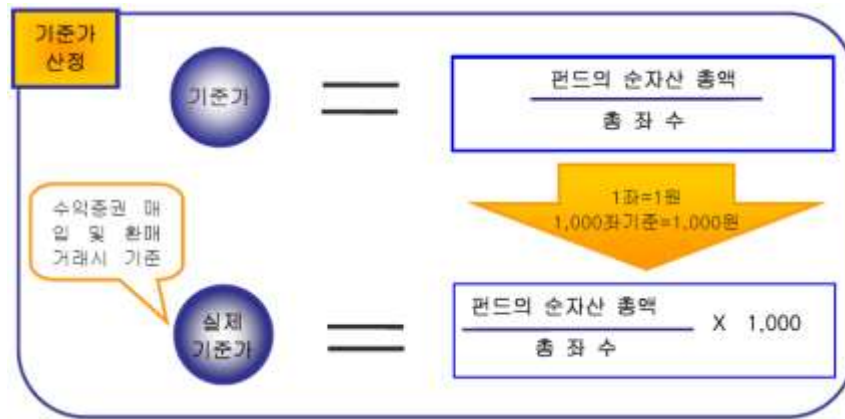 기준가
산정
기준가
펀드의 순자산 총액
총 좌 수
1좌=1원
1,000좌기준=1,000원
수익증권 매
입 및 환매
거래시 기준
실제
기준가
펀드의 순자산 총액
총 좌 수
X 1,000